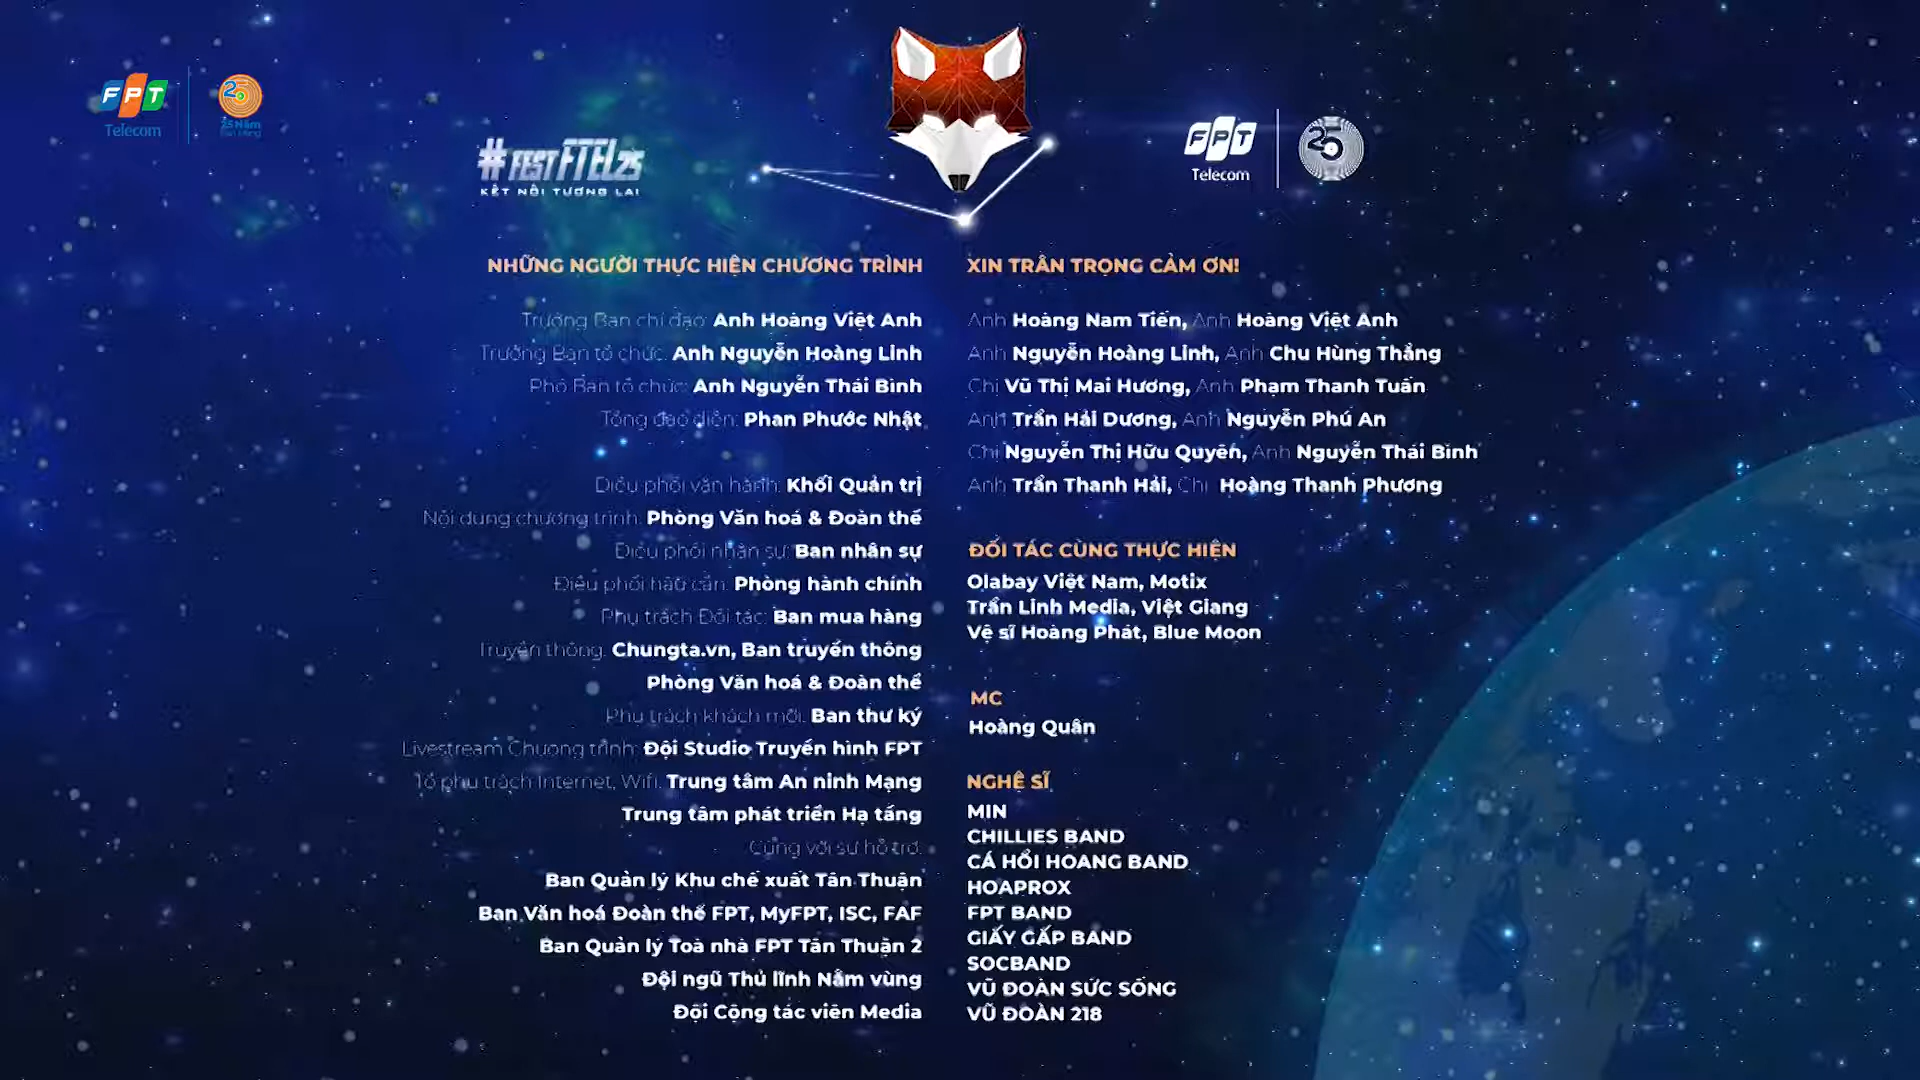 FPT
Telecom
25 Năm
#FESTFTEL25
KẾT NỐI TƯƠNG LAI
FPT
Telecom
25
NHỮNG NGƯỜI THỰC HIỆN CHƯƠNG TRÌNH
Trưởng Ban chỉ đạo: Anh Hoàng Việt Anh
Trưởng Ban tổ chức: Anh Nguyễn Hoàng Linh
Phó Ban tổ chức: Anh Nguyễn Thái Bình
Tổng đạo diễn: Phan Phước Nhật
Điều phối vận hành: Khối Quản trị
Nội dung chương trình: Phòng Văn hoá & Đoàn thể
Điều phối nhân sự: Ban nhân sự
Điều phối hậu cần: Phòng hành chính
Phụ trách Đối tác: Ban mua hàng
Truyền thông: Chungta.vn, Ban truyền thông
Phòng Văn hoá & Đoàn thể
Phụ trách khách mời: Ban thư ký
Livestream Chương trình: Đội Studio Truyền hình FPT
Tổ phụ trách Internet, Wifi: Trung tâm An ninh Mạng
Trung tâm phát triển Hạ tầng
Cùng với sự hỗ trợ:
Ban Quản lý Khu chế xuất Tân Thuận
Ban Văn hoá Đoàn thể FPT, MyFPT, ISC, FAF
Ban Quản lý Toà nhà FPT Tân Thuận 2
Đội ngũ Thủ lĩnh Nằm vùng
Đội Cộng tác viên Media
XIN TRÂN TRỌNG CẢM ƠN!
Anh Hoàng Nam Tiến, Anh Hoàng Việt Anh
Anh Nguyễn Hoàng Linh, Anh Chu Hùng Thắng
Chị Vũ Thị Mai Hương, Anh Phạm Thanh Tuấn
Anh Trần Hải Dương, Anh Nguyễn Phú An
Chị Nguyễn Thị Hữu Quyền, Anh Nguyễn Thái Bình
Anh Trần Thanh Hải, Chị Hoàng Thanh Phương
ĐỐI TÁC CÙNG THỰC HIỆN
Olabay Việt Nam, Motix
Trần Linh Media, Việt Giang
Vệ sĩ Hoàng Phát, Blue Moon
MC
Hoàng Quân
NGHỆ SĨ
MIN
CHILLIES BAND
CÁ HỒI HOANG BAND
HOAPROX
FPT BAND
GIẤY GẤP BAND
SOCBAND
VŨ ĐOÀN SỨC SỐNG
VŨ ĐOÀN 218